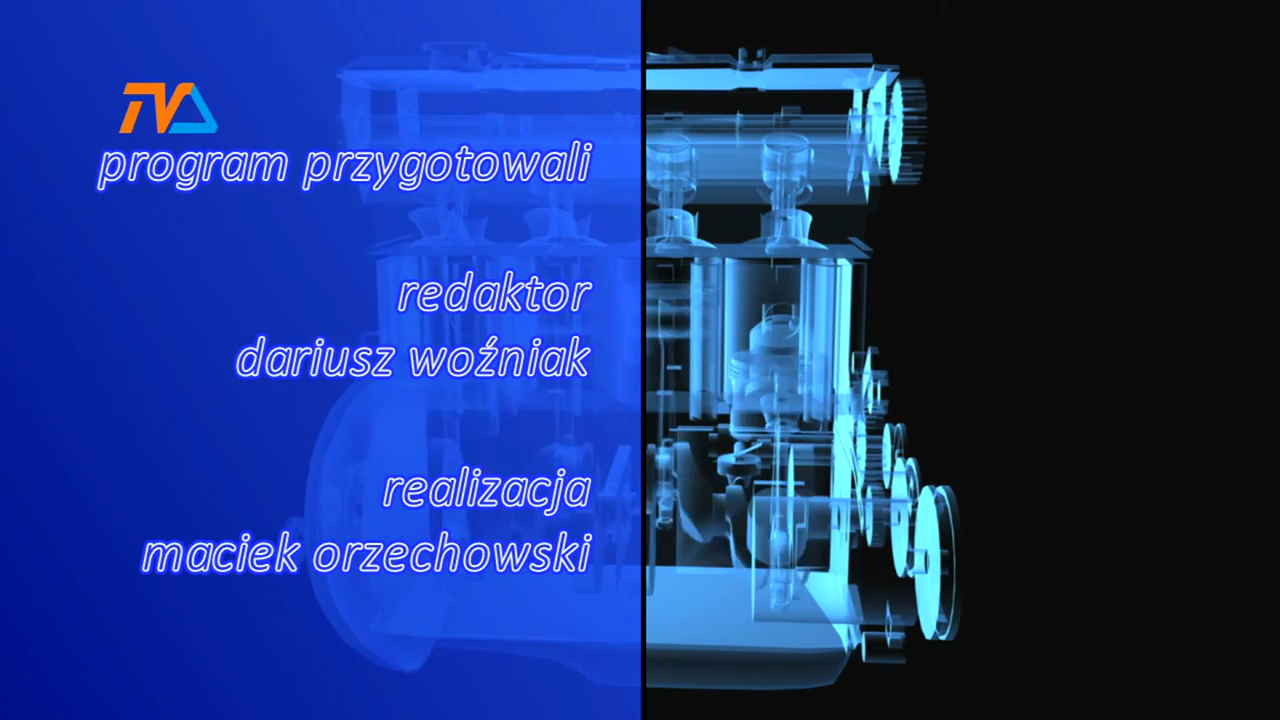 TVA
program przygotowali
redaktor
dariusz woźniak
realizacja
maciek orzechowski